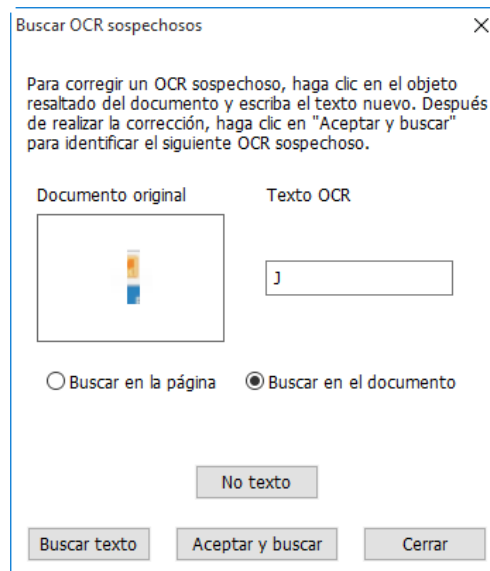 Buscar OCR sospechosos
Para corregir un OCR sospechoso, haga clic en el objeto
resaltado del documento y escriba el texto nuevo. Después
de realizar la corrección, haga clic en "Aceptar y buscar"
para identificar el siguiente OCR sospechoso.
Documento original Texto OCR
J
Buscar en la página Buscar en el documento
No texto
Buscar texto Aceptar y buscar Cerrar